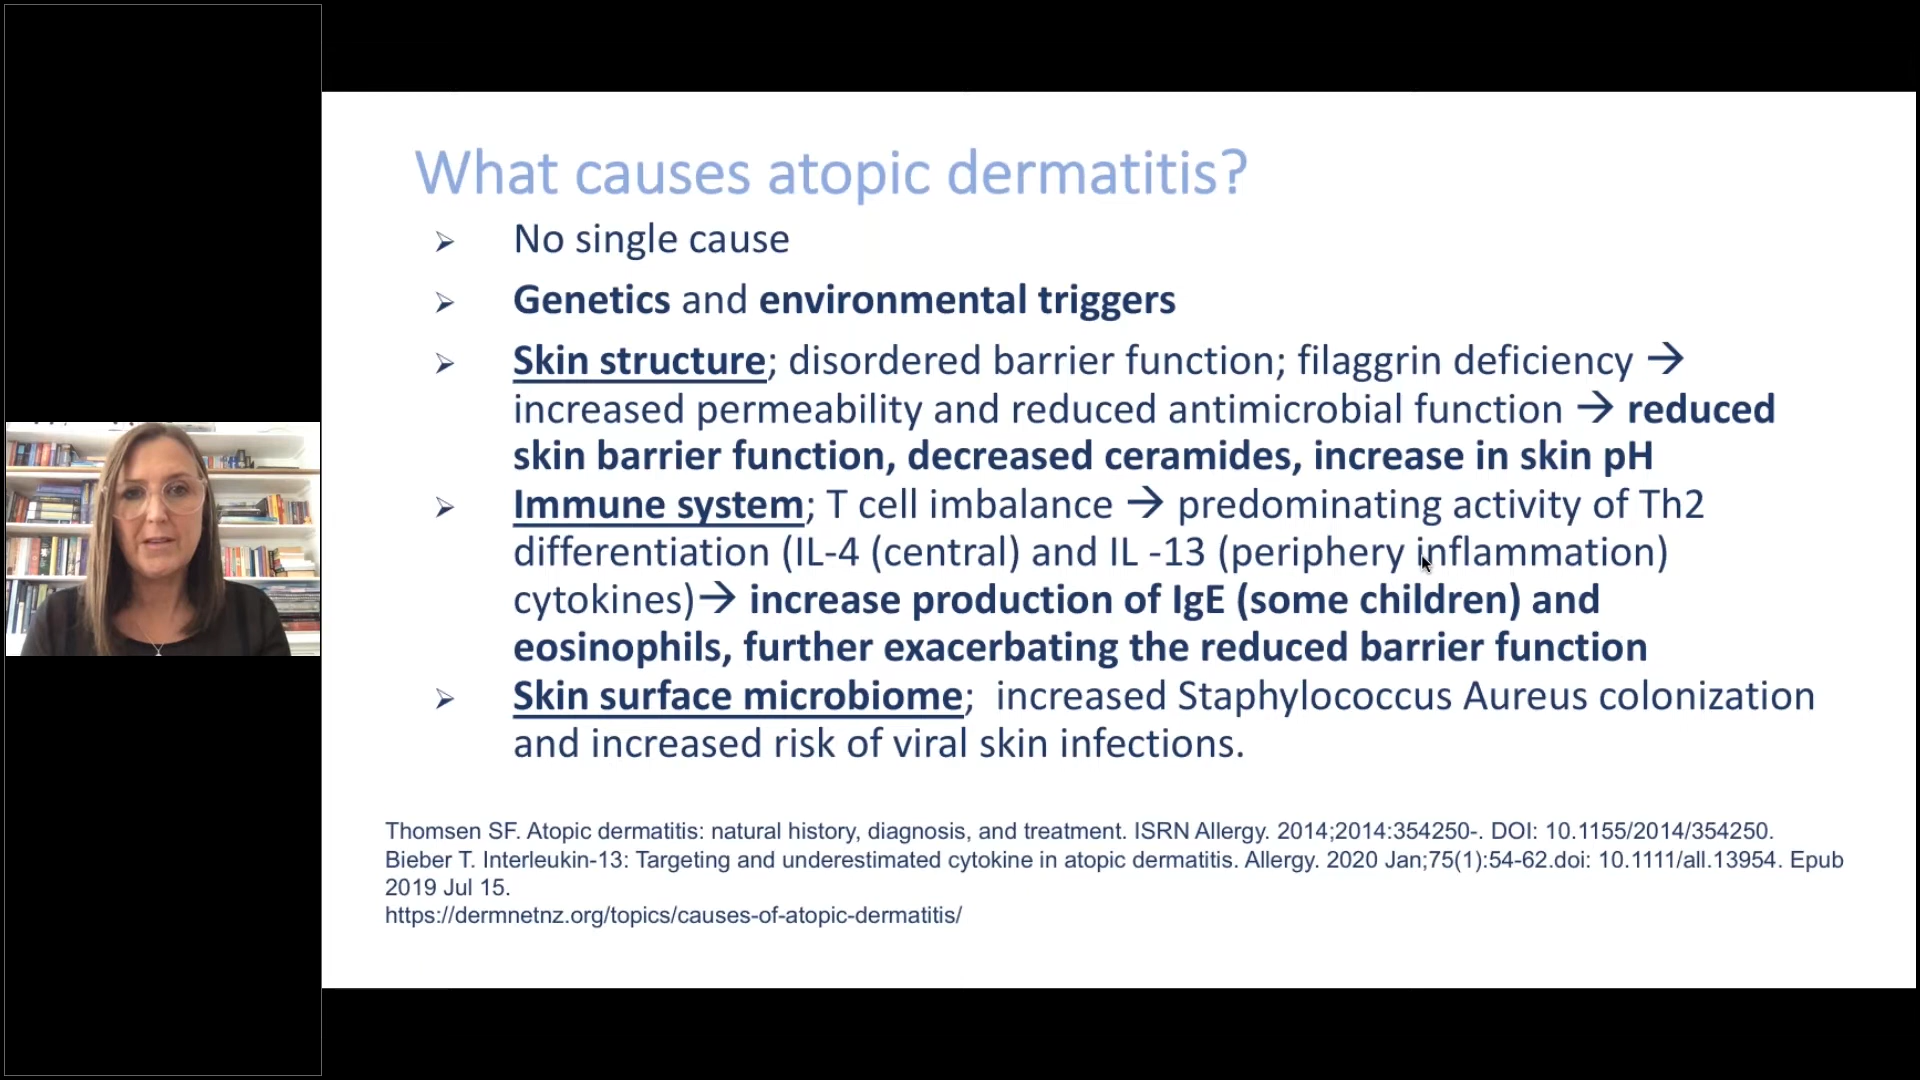 What causes atopic dermatitis?
➢ No single cause
➢ Genetics and environmental triggers
➢ Skin structure; disordered barrier function; filaggrin deficiency →
increased permeability and reduced antimicrobial function → reduced
skin barrier function, decreased ceramides, increase in skin pH
➢ Immune system; T cell imbalance → predominating activity of Th2
differentiation (IL-4 (central) and IL -13 (periphery inflammation)
cytokines)→ increase production of IgE (some children) and
eosinophils, further exacerbating the reduced barrier function
➢ Skin surface microbiome;  increased Staphylococcus Aureus colonization
and increased risk of viral skin infections.
Thomsen SF. Atopic dermatitis: natural history, diagnosis, and treatment. ISRN Allergy. 2014;2014:354250-. DOI: 10.1155/2014/354250.
Bieber T. Interleukin-13: Targeting and underestimated cytokine in atopic dermatitis. Allergy. 2020 Jan;75(1):54-62.doi: 10.1111/all.13954. Epub
2019 Jul 15.
https://dermnetnz.org/topics/causes-of-atopic-dermatitis/